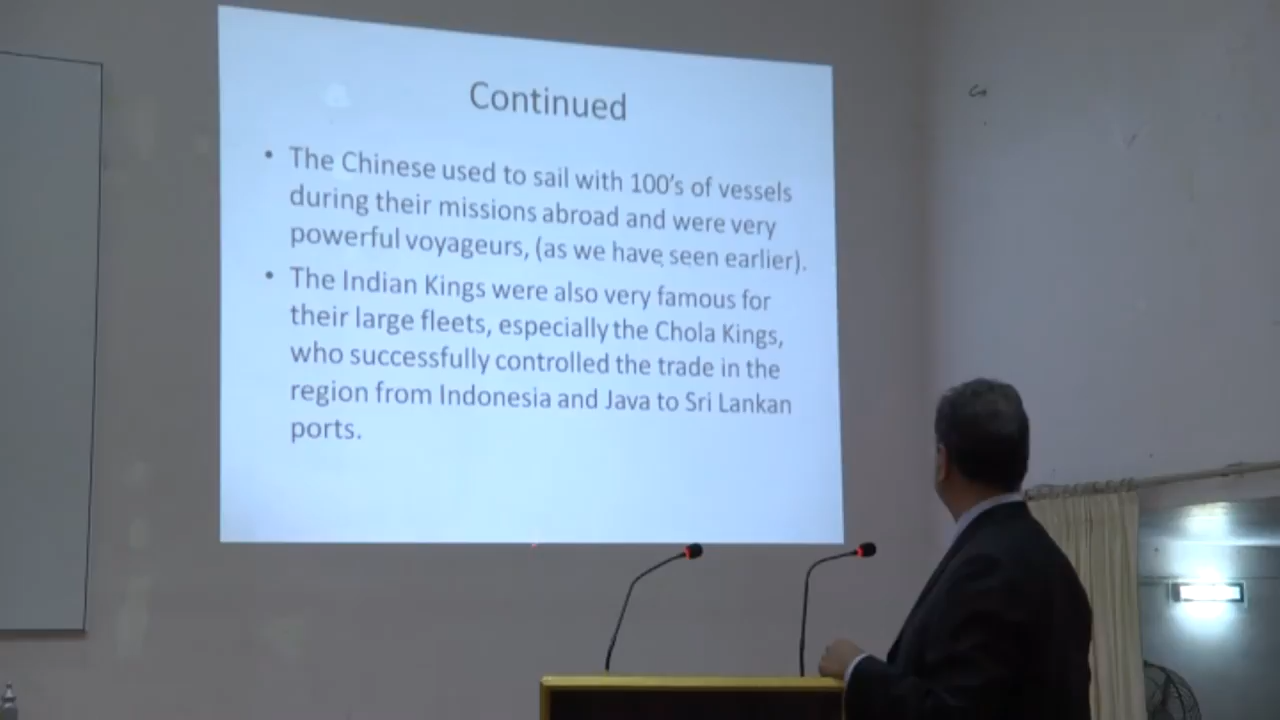 Continued
• The Chinese used to sail with 100's of vessels
during their missions abroad and were very
powerful voyageurs, (as we have seen earlier).
• The Indian Kings were also very famous for
their large fleets, especially the Chola Kings,
who successfully controlled the trade in the
region from Indonesia and Java to Sri Lankan
ports.